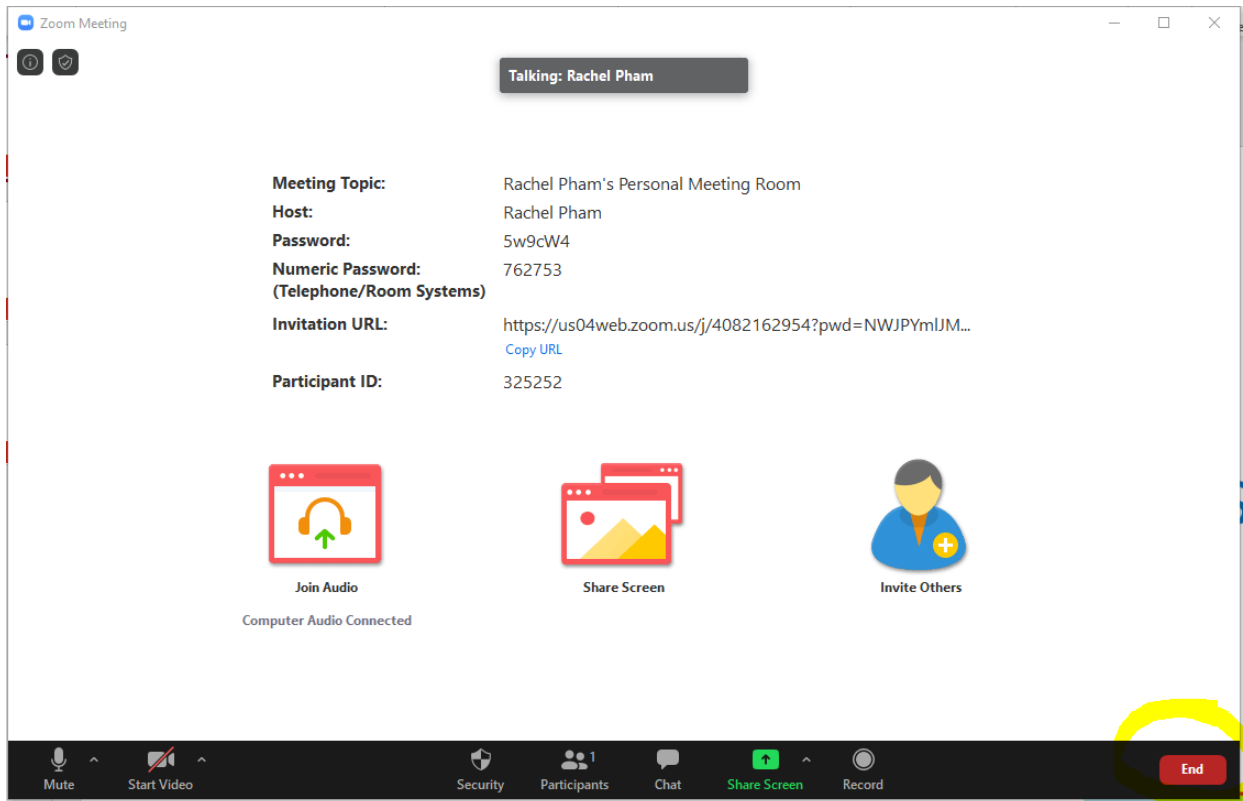 Zoom Meeting
Talking: Rachel Pham
Meeting Topic: Rachel Pham's Personal Meeting Room
Host: Rachel Pham
Password: 5w9cW4
Numeric Password: 762753
(Telephone/Room Systems)
Invitation URL: https://us04web.zoom.us/j/4082162954?pwd=NWJPYmlJM...
Copy URL
Participant ID: 325252
Join Audio Share Screen Invite Others
Computer Audio Connected
1
Mute Start Video Security Participants Chat Share Screen Record End